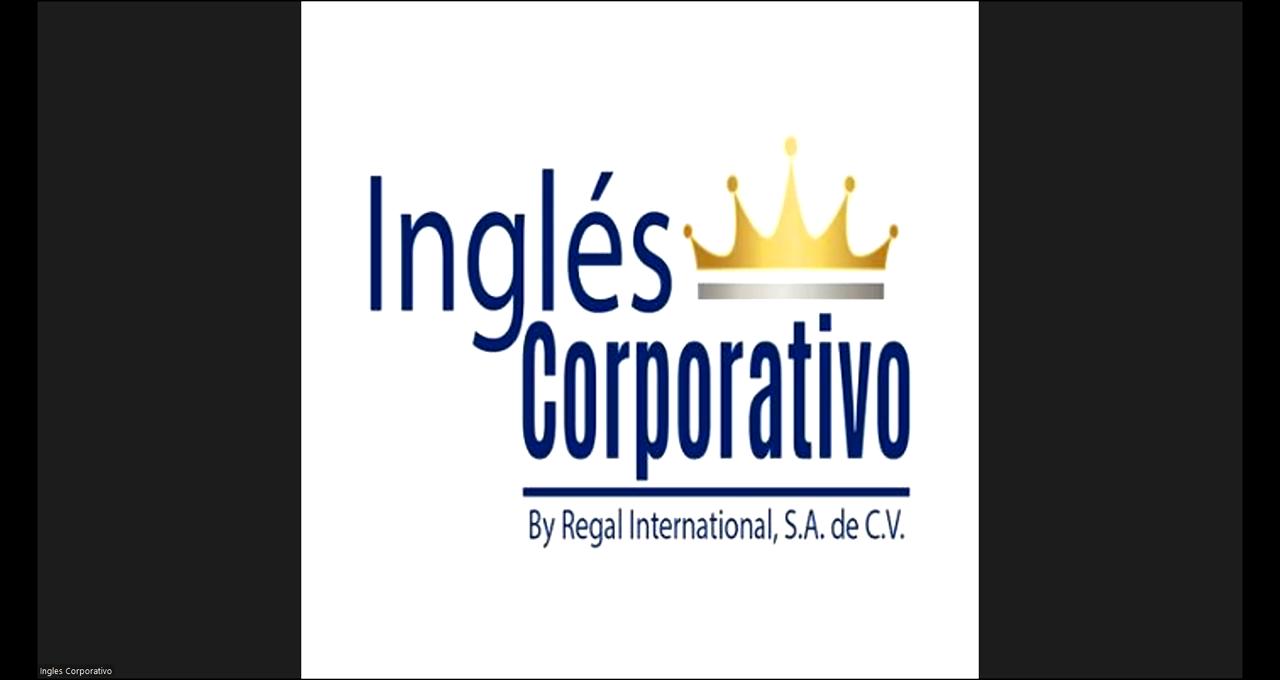 Inglés
Corporativo
By Regal International, S.A. de C.V.
Ingles Corporativo